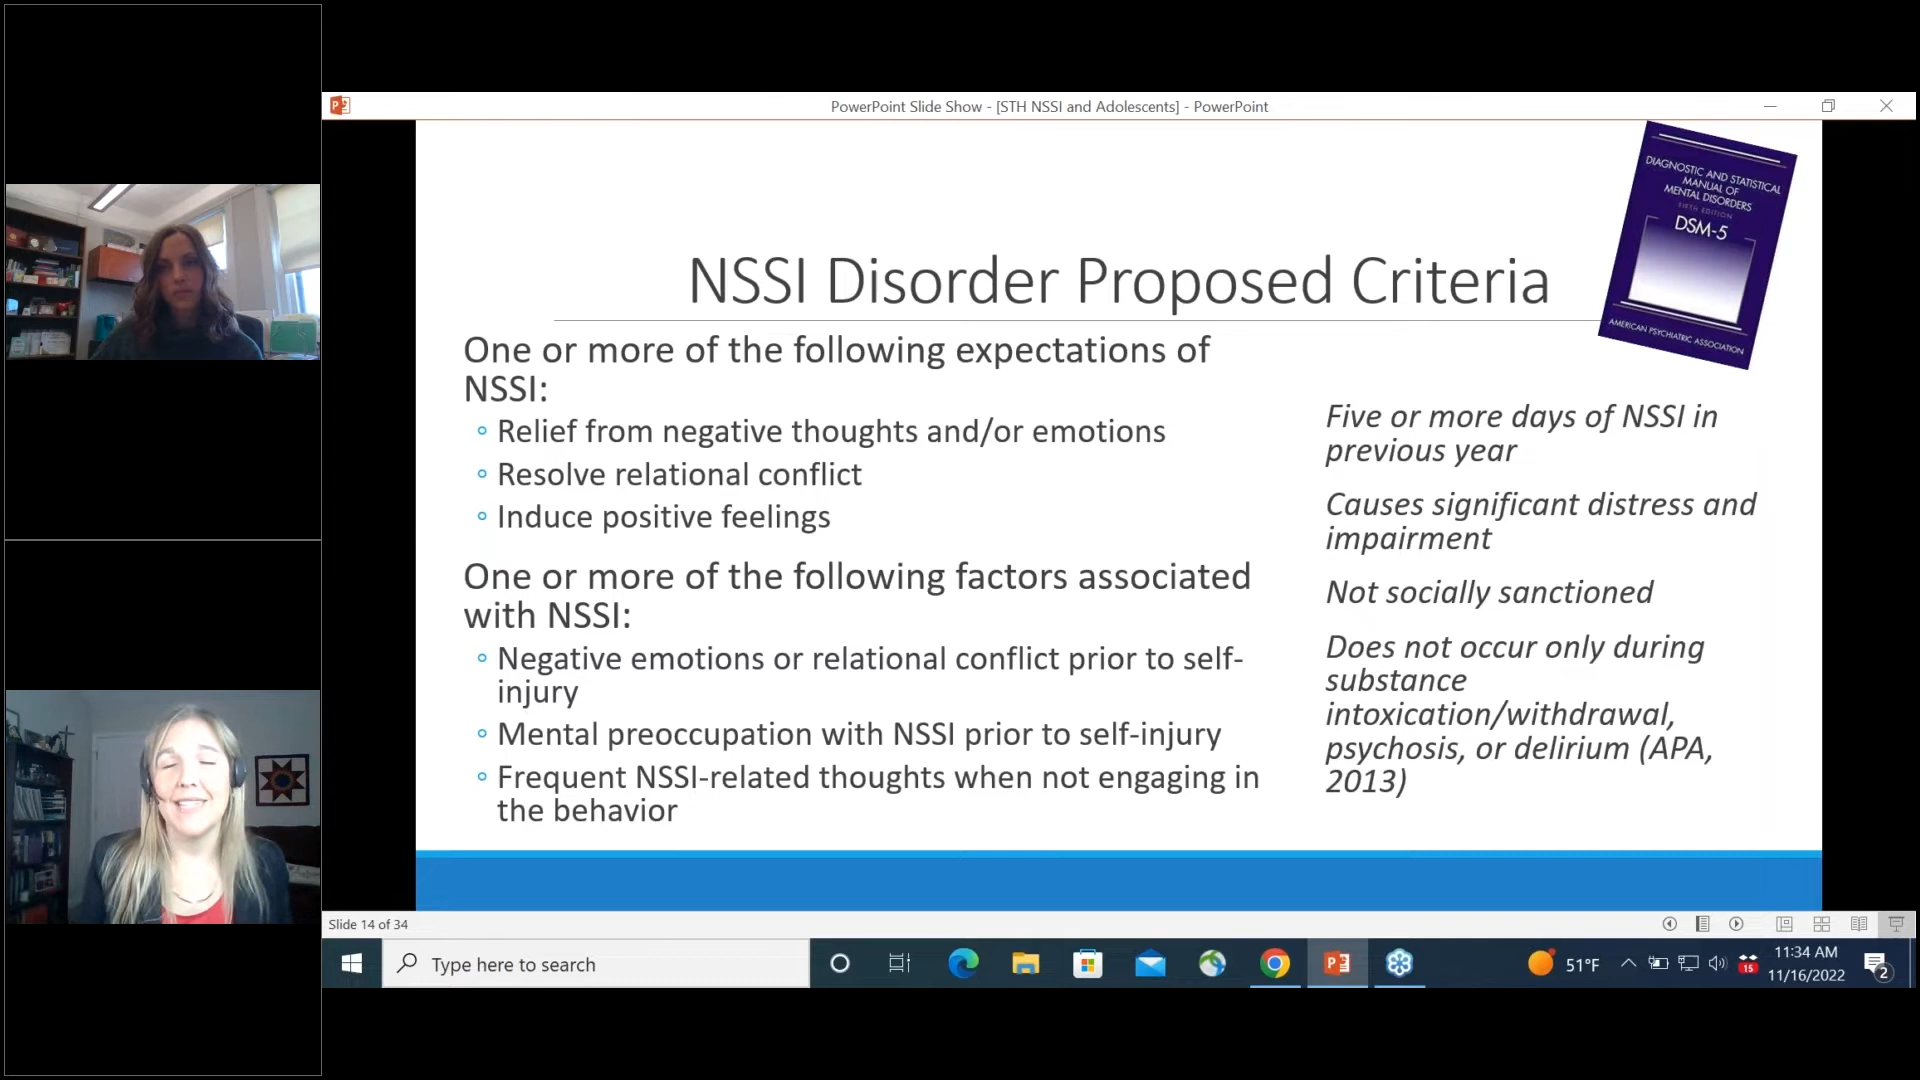 PowerPoint Slide Show - [STH NSSI and Adolescents] - PowerPoint
DIAGNOSTIC AND STATISTICAL
MANUAL OF
MENTAL DISORDERS
FIFTH EDITION
DSM-5
AMERICAN PSYCHIATRIC ASSOCIATION
NSSI Disorder Proposed Criteria
One or more of the following expectations of
NSSI:
Relief from negative thoughts and/or emotions
Resolve relational conflict
Induce positive feelings
One or more of the following factors associated
with NSSI:
Negative emotions or relational conflict prior to self-
injury
Mental preoccupation with NSSI prior to self-injury
Frequent NSSI-related thoughts when not engaging in
the behavior
Five or more days of NSSI in
previous year
Causes significant distress and
impairment
Not socially sanctioned
Does not occur only during
substance
intoxication/withdrawal,
psychosis, or delirium (APA,
2013)
Slide 14 of 34
Type here to search
51°F
15
11:34 AM
11/16/2022
2